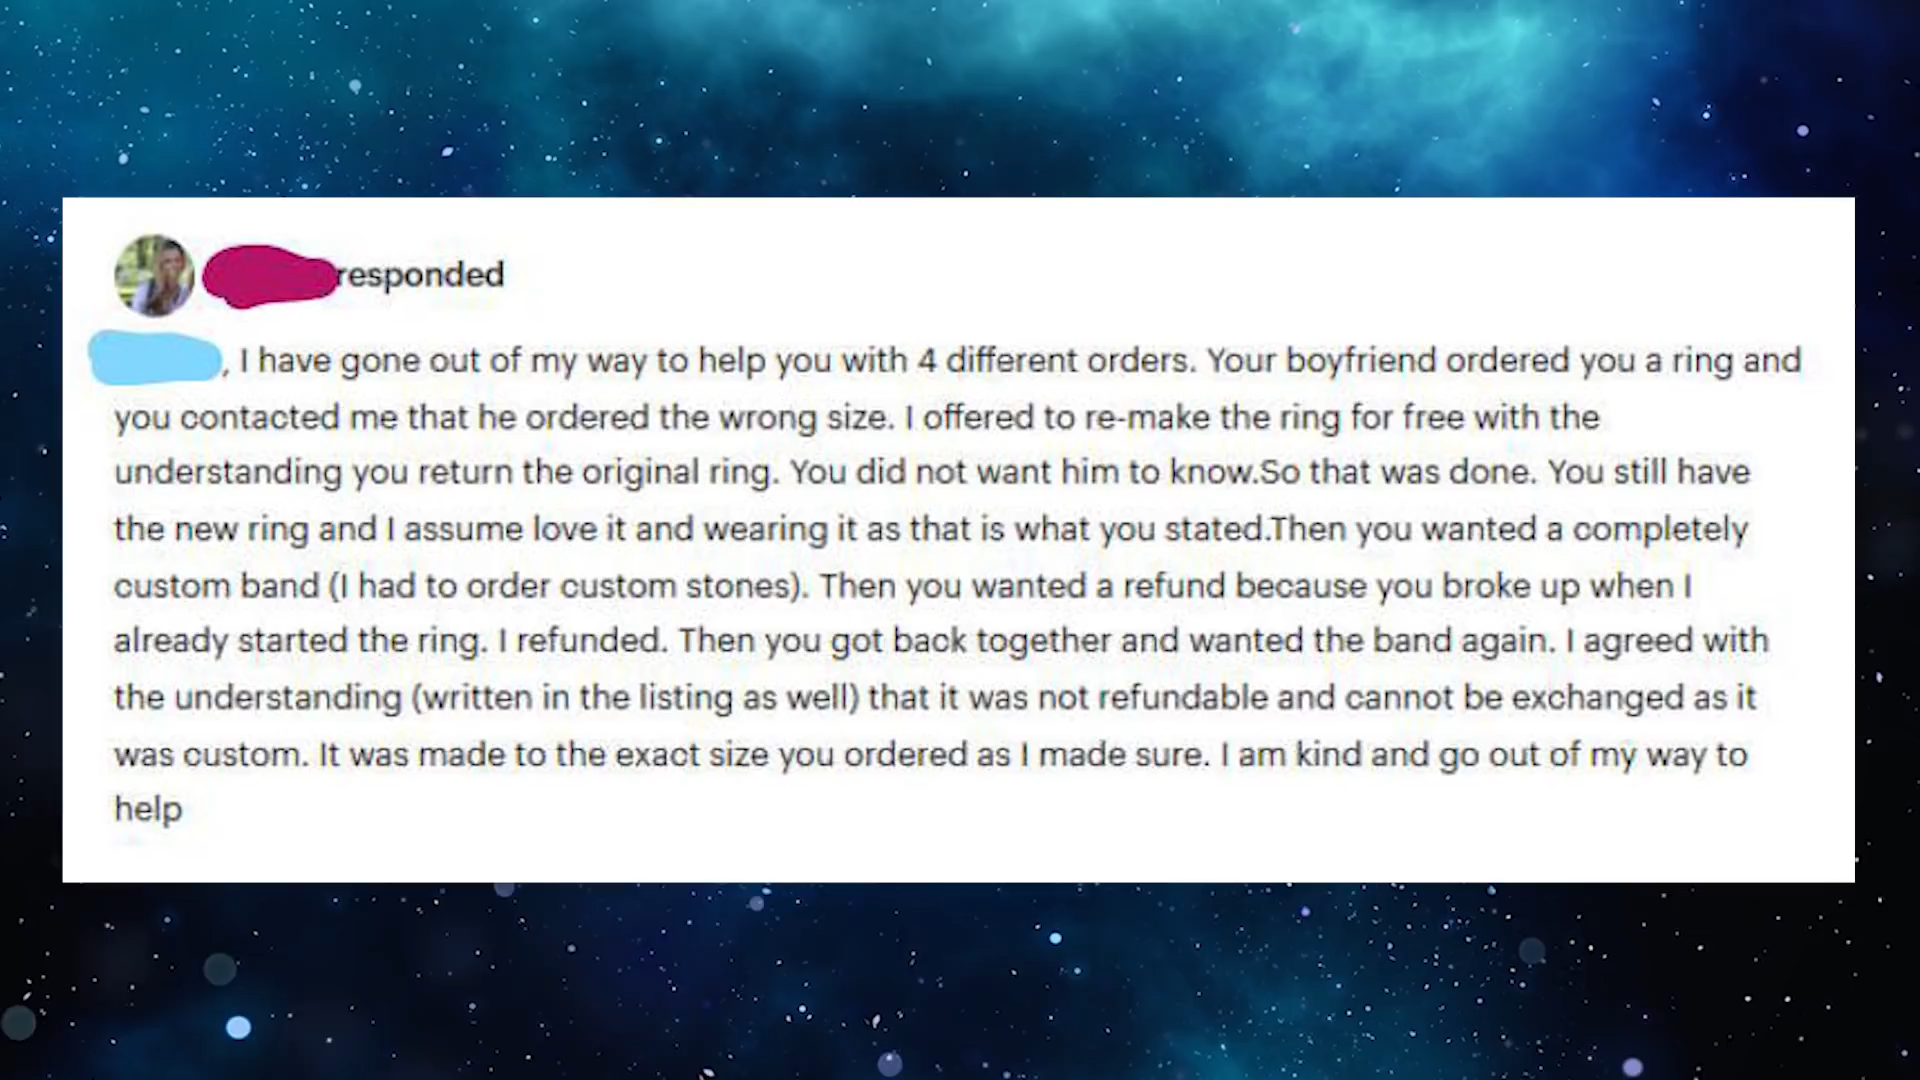 responded
, I have gone out of my way to help you with 4 different orders. Your boyfriend ordered you a ring and
you contacted me that he ordered the wrong size. I offered to re-make the ring for free with the
understanding you return the original ring. You did not want him to know.So that was done. You still have
the new ring and I assume love it and wearing it as that is what you stated.Then you wanted a completely
custom band (I had to order custom stones). Then you wanted a refund because you broke up when I
already started the ring. I refunded. Then you got back together and wanted the band again. I agreed with
the understanding (written in the listing as well) that it was not refundable and cannot be exchanged as it
was custom. It was made to the exact size you ordered as I made sure. I am kind and go out of my way to
help